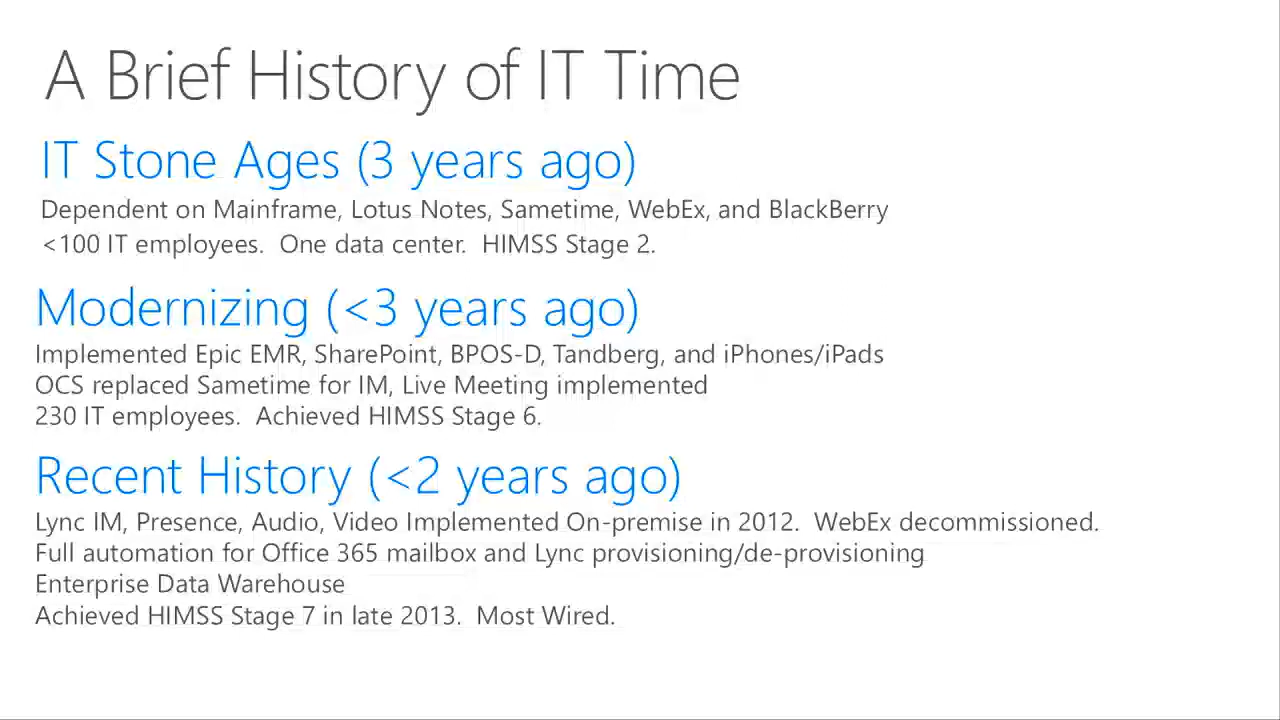 A Brief History of IT Time
IT Stone Ages (3 years ago)
Dependent on Mainframe, Lotus Notes, Sametime, WebEx, and BlackBerry
<100 IT employees.  One data center.  HIMSS Stage 2.
Modernizing (<3 years ago)
Implemented Epic EMR, SharePoint, BPOS-D, Tandberg, and iPhones/iPads
OCS replaced Sametime for IM, Live Meeting implemented
230 IT employees.  Achieved HIMSS Stage 6.
Recent History (<2 years ago)
Lync IM, Presence, Audio, Video Implemented On-premise in 2012.  WebEx decommissioned.
Full automation for Office 365 mailbox and Lync provisioning/de-provisioning
Enterprise Data Warehouse
Achieved HIMSS Stage 7 in late 2013.  Most Wired.